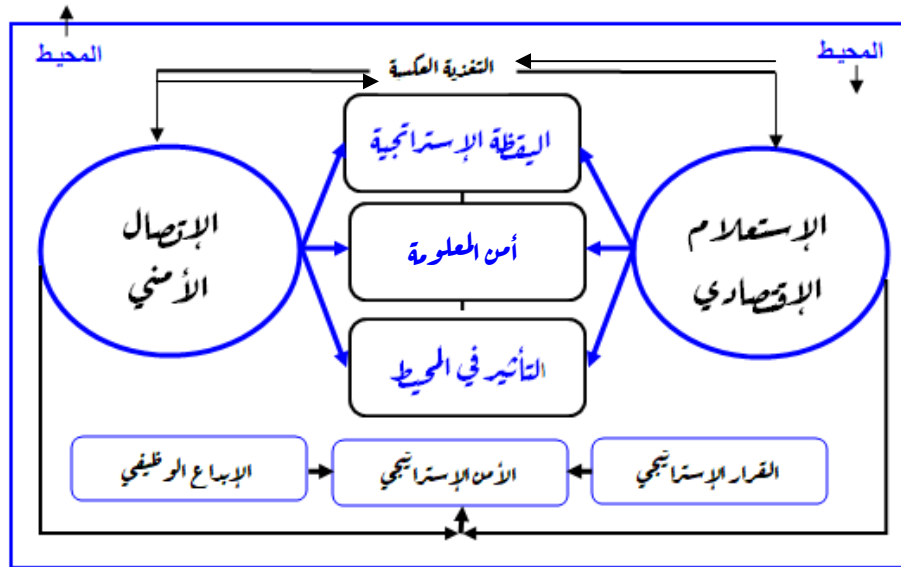 المحيط
المحيط
التغذية العكسية
اليقظة الإستراتجية
الإستعلام
الإقتصادي
أمن المعلومة
الإتصال
الأمني
التأثير في المحيط
القرار الإستراتيجي
الأمن الإستراتيجي
الإبداع الوظيفي